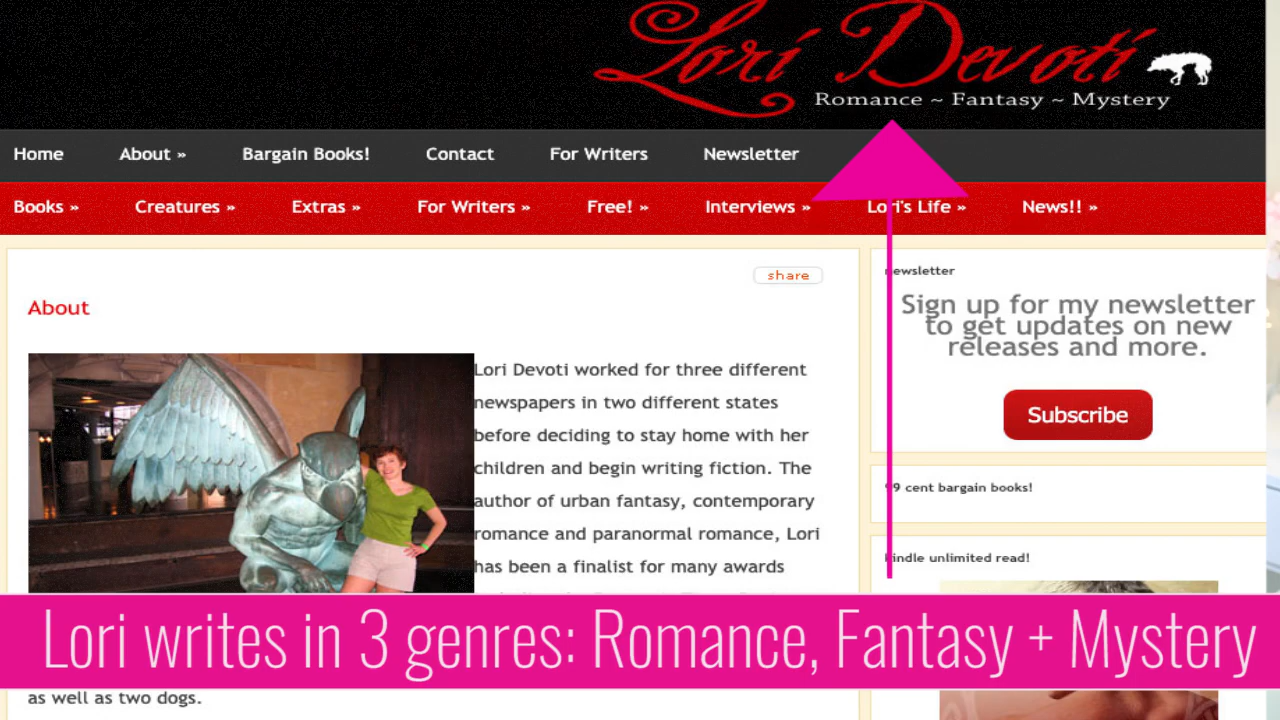 Lori Devoti
Romance ~ Fantasy ~ Mystery
Home About » Bargain Books! Contact For Writers Newsletter
Books » Creatures » Extras » For Writers » Free! » Interviews » Lori's Life » News!! »
share
About
Lori Devoti worked for three different
newspapers in two different states
before deciding to stay home with her
children and begin writing fiction. The
author of urban fantasy, contemporary
romance and paranormal romance, Lori
has been a finalist for many awards
as well as two dogs.
newsletter
Sign up for my newsletter
to get updates on new
releases and more.
Subscribe
99 cent bargain books!
kindle unlimited read!
Lori writes in 3 genres: Romance, Fantasy + Mystery